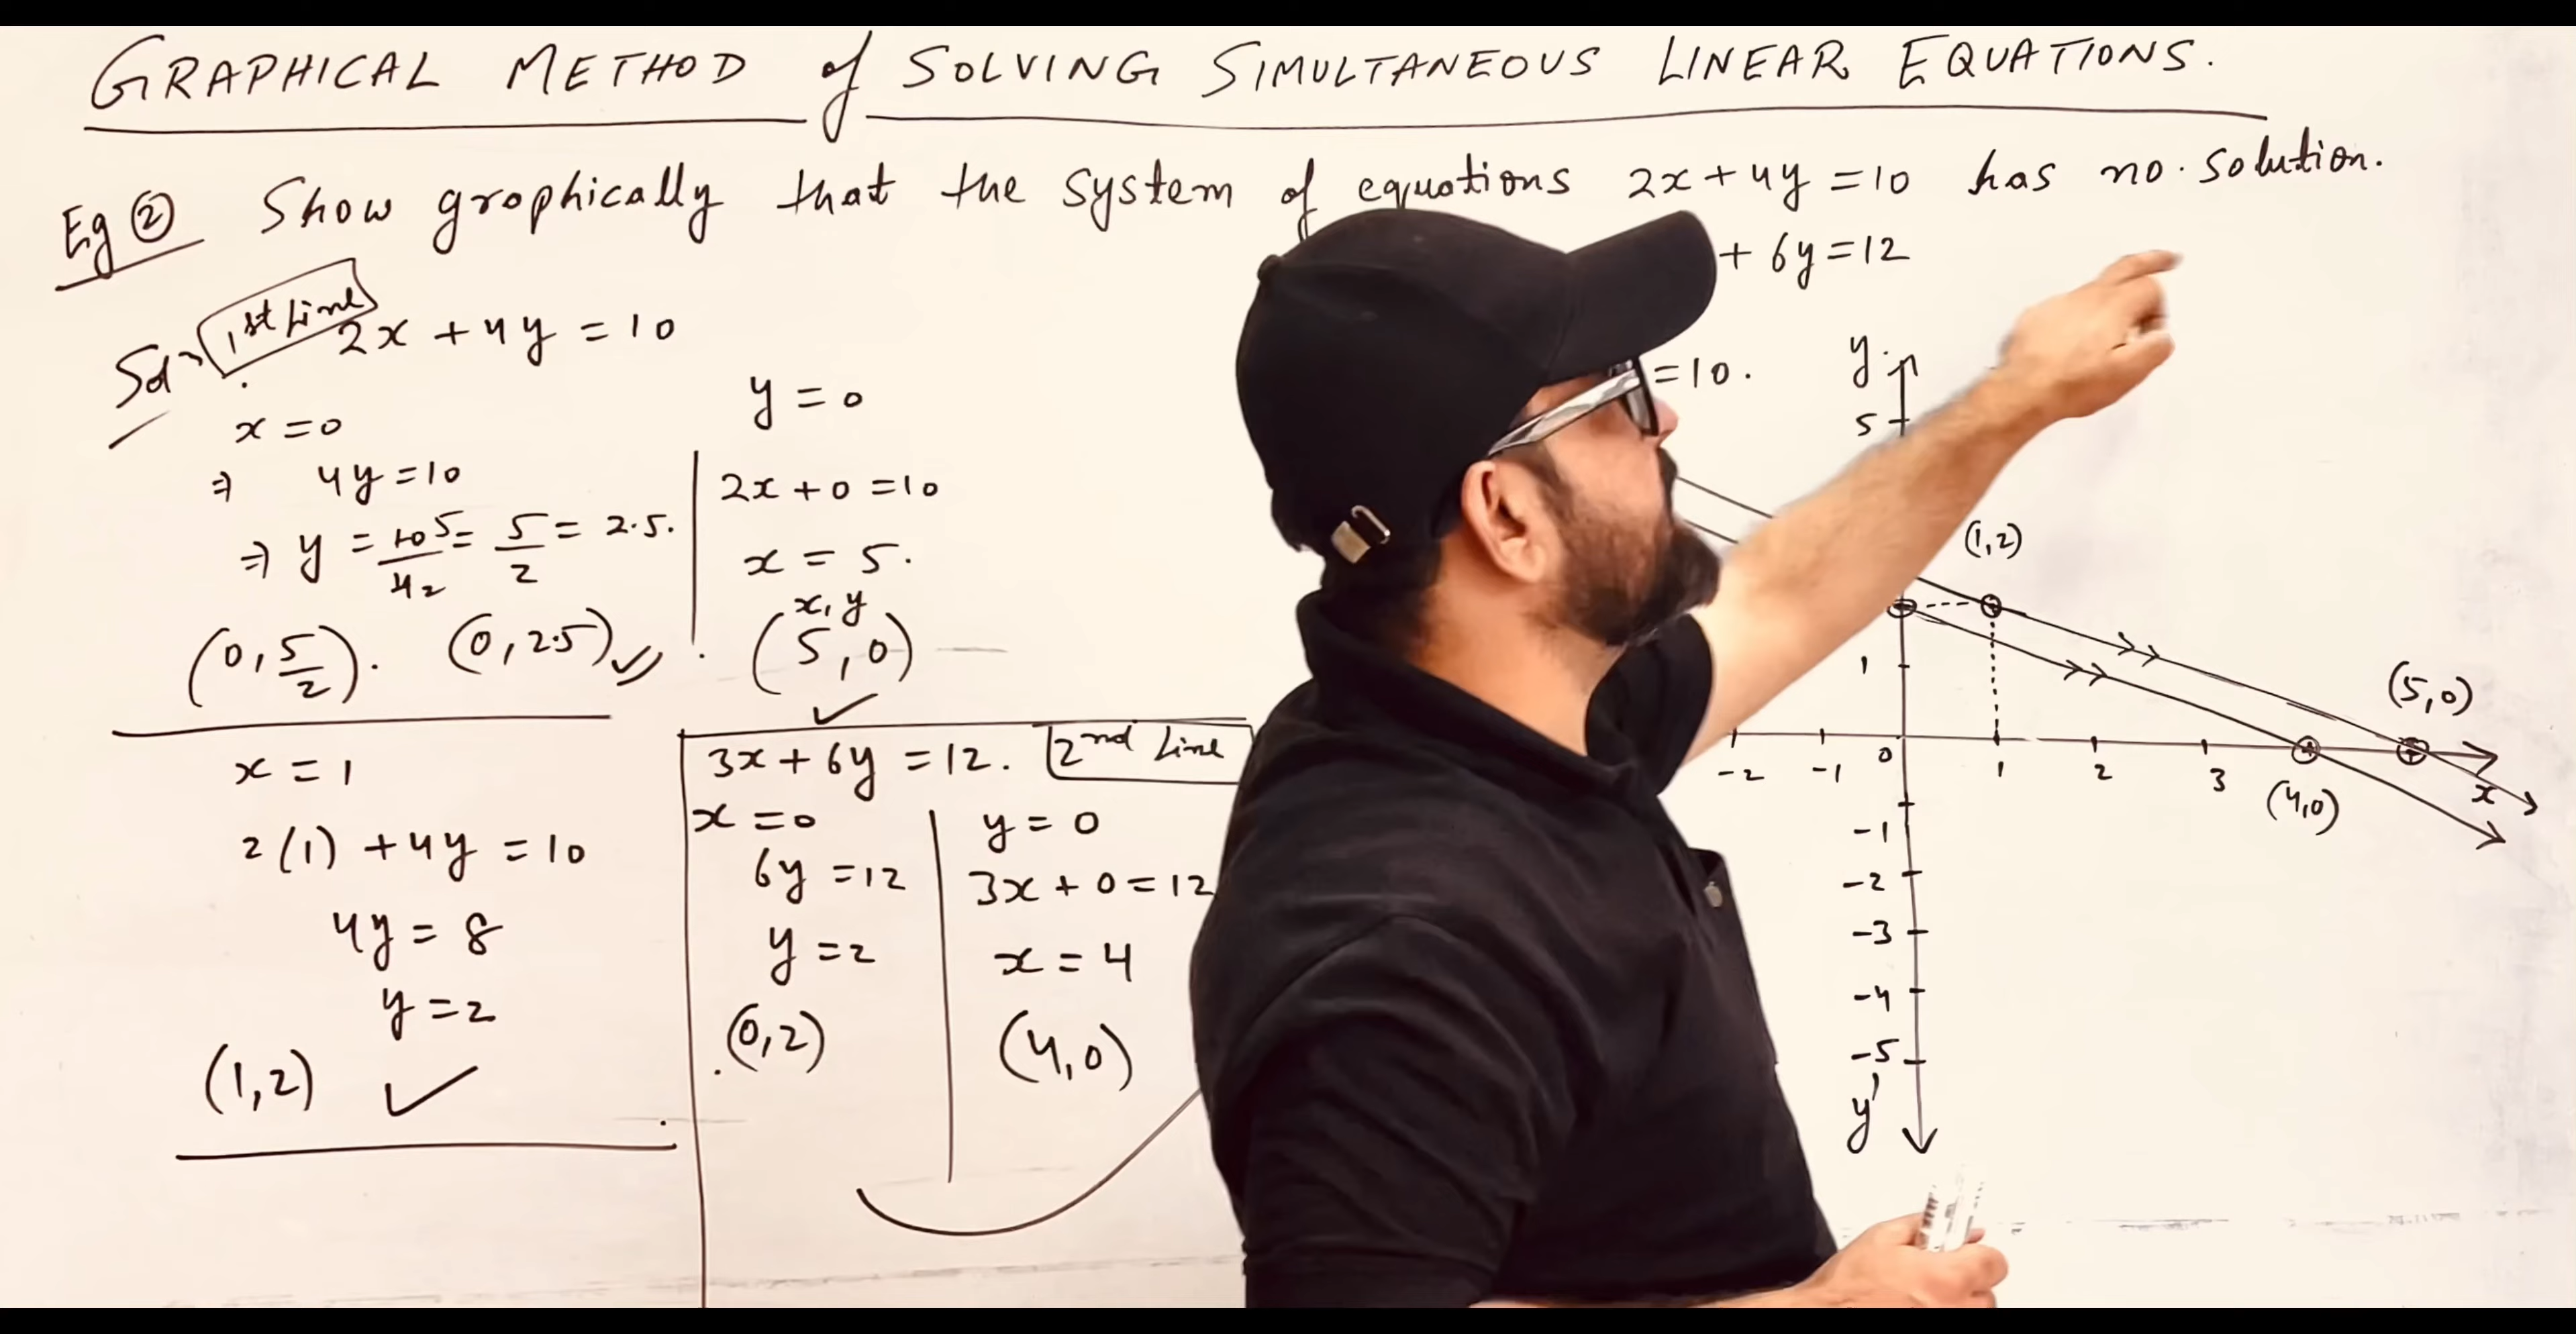 GRAPHICAL METHOD of SOLVING SIMULTANEOUS LINEAR EQUATIONS.
Eg ② Show graphically that the system of equations 2x + 4y = 10 has no solution.
+ 6y = 12
Sol 1st Line 2x + 4y = 10
x = 0
⇒ 4y = 10
⇒ y = 10/4 5/2 = 5/2 = 2.5.
(0, 5/2). (0, 2.5) ✓
y = 0
2x + 0 = 10
x = 5.
x, y
(5, 0)
✓
x = 1
2(1) + 4y = 10
4y = 8
y = 2
(1,2) ✓
3x + 6y = 12. 2nd Line
x = 0
6y = 12
y = 2
(0,2)
y = 0
3x + 0 = 12
x = 4
(4,0)
= 10.
y
5
(1,2)
1
(5,0)
-2 -1 0 1 2 3 (4,0) x
-1
-2
-3
-4
-5
y'